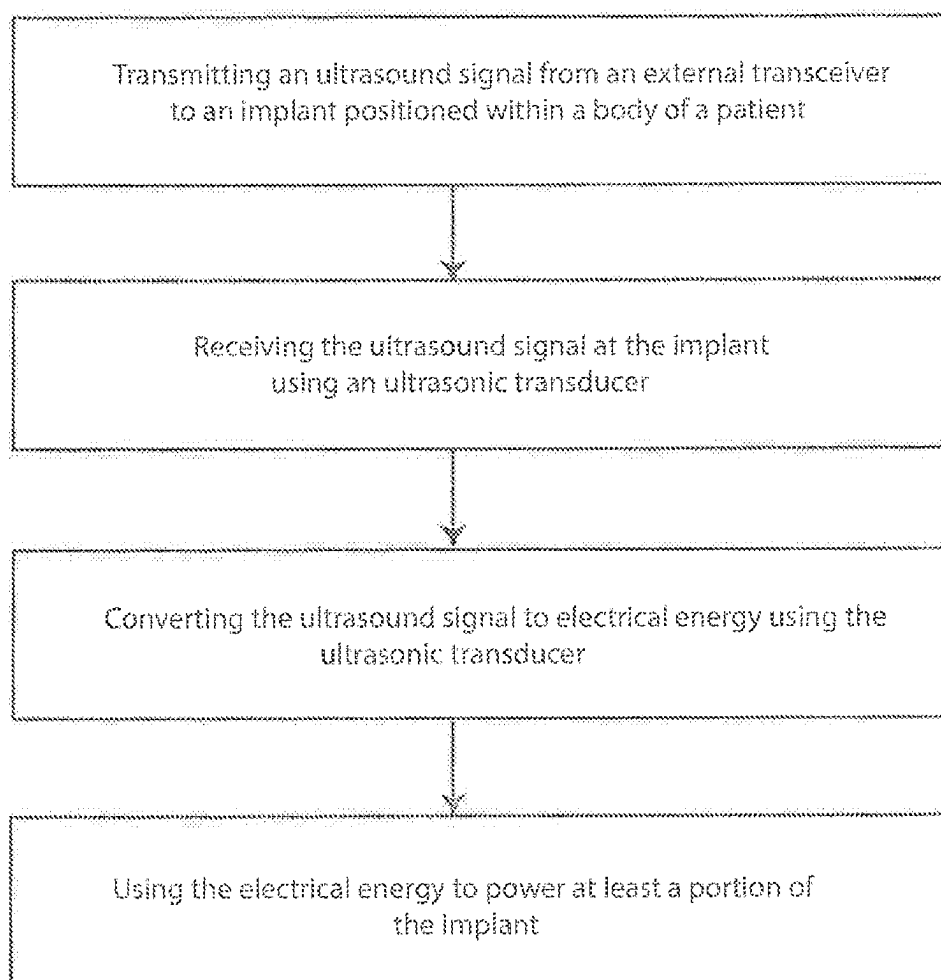 Transmitting an ultrasound signal from an external transceiver
to an implant positioned within a body of a patient
Receiving the ultrasound signal at the implant
using an ultrasonic transducer
Converting the ultrasound signal to electrical energy using the
ultrasonic transducer
Using the electrical energy to power at least a portion of
the implant